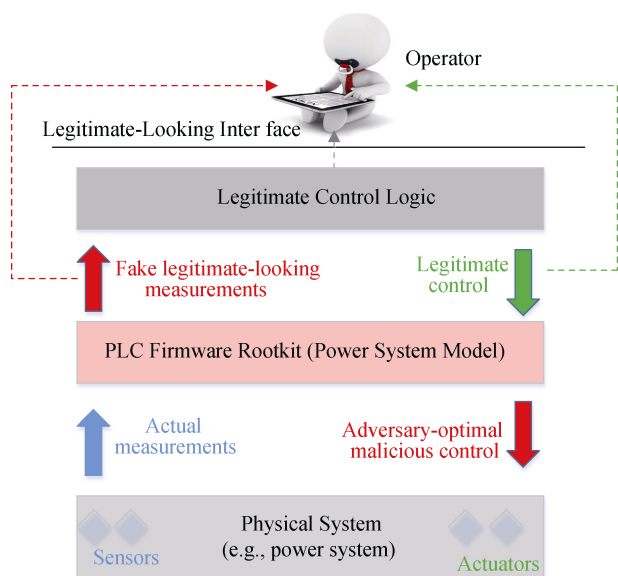 Operator
Legitimate-Looking Inter face
Legitimate Control Logic
Fake legitimate-looking
measurements
Legitimate
control
PLC Firmware Rootkit (Power System Model)
Actual
measurements
Adversary-optimal
malicious control
Physical System
(e.g., power system)
Sensors
Actuators